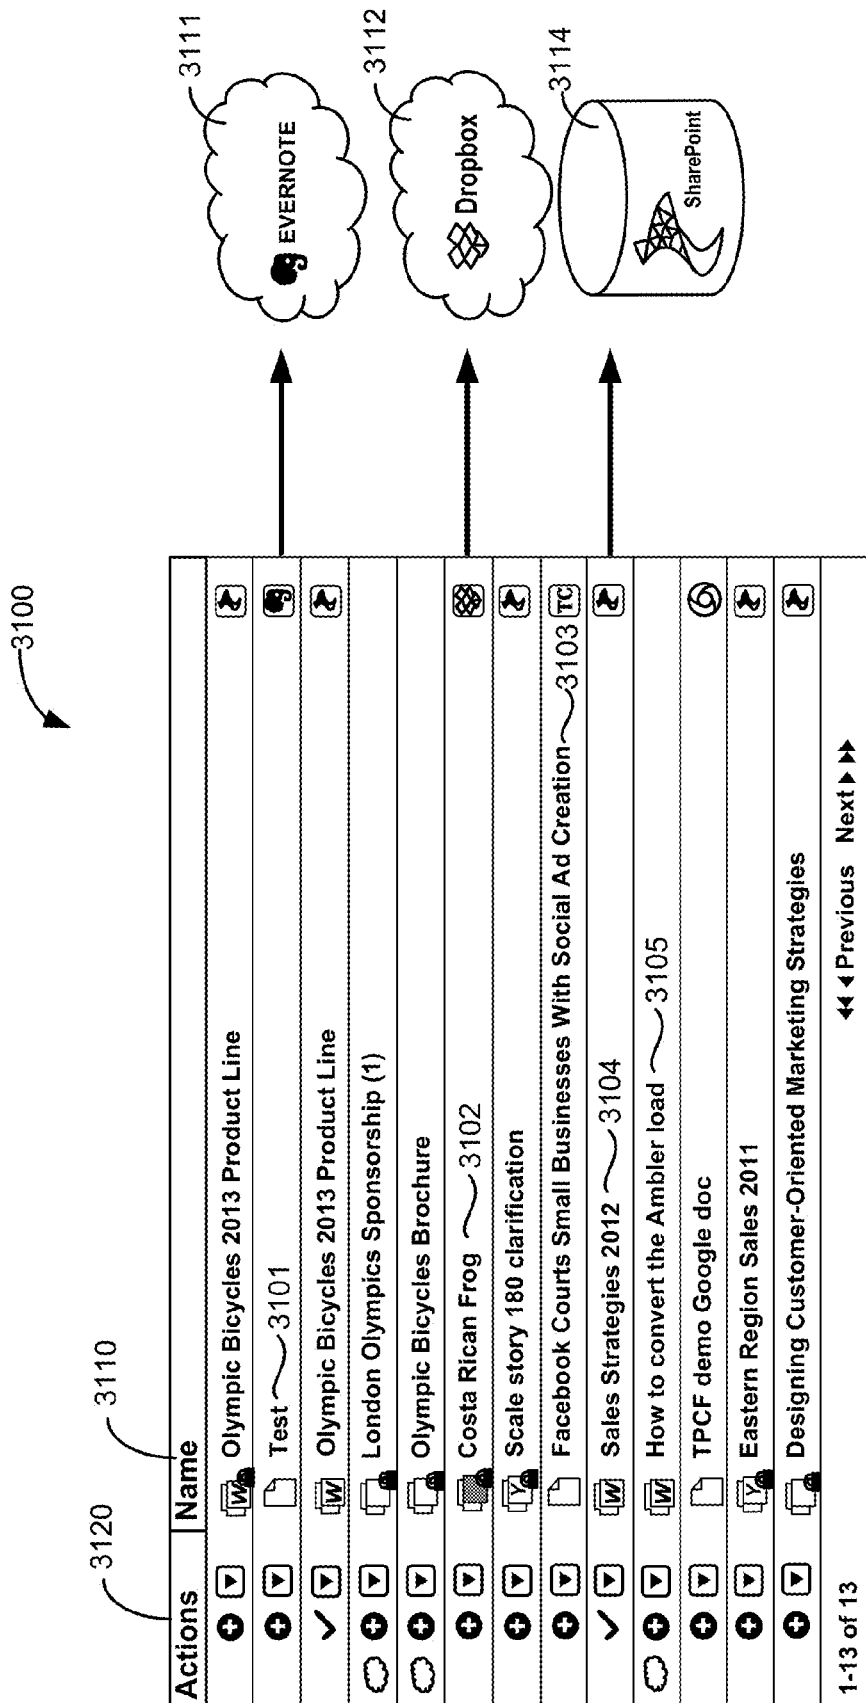 3100
3120
3110
Actions Name
W Olympic Bicycles 2013 Product Line
Test 3101
W Olympic Bicycles 2013 Product Line
London Olympics Sponsorship (1)
Olympic Bicycles Brochure
Costa Rican Frog 3102
Y Scale story 180 clarification
Facebook Courts Small Businesses With Social Ad Creation 3103 TC
W Sales Strategies 2012 3104
W How to convert the Ambler load 3105
TPCF demo Google doc
Y Eastern Region Sales 2011
Designing Customer-Oriented Marketing Strategies
1-13 of 13 Previous Next
3111
EVERNOTE
3112
Dropbox
3114
SharePoint